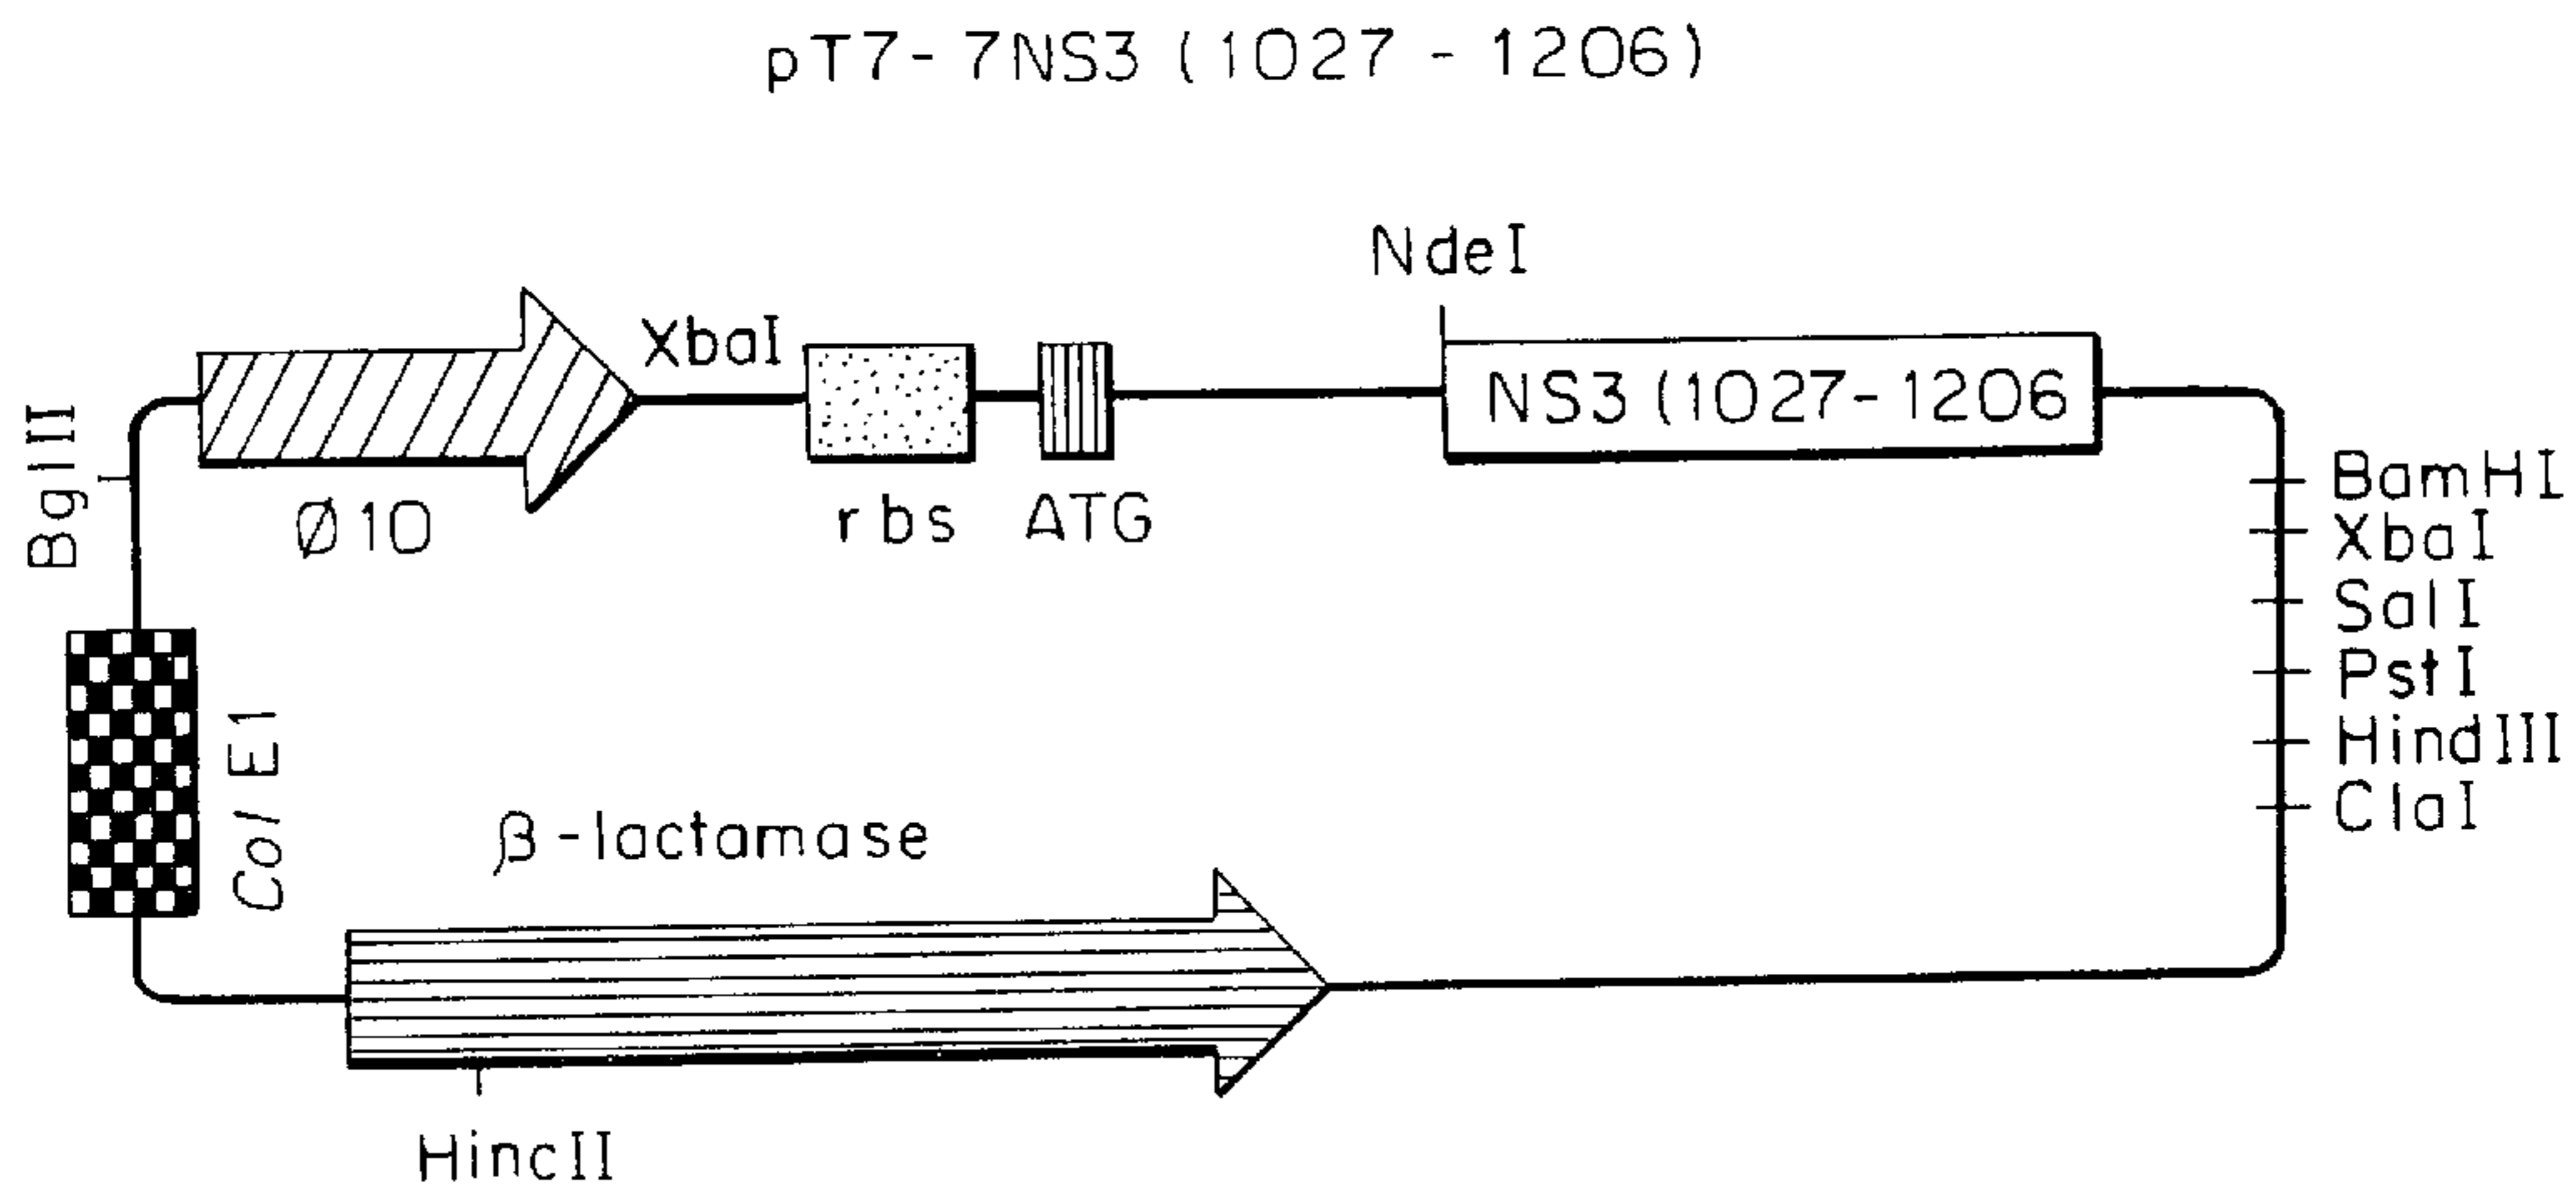 pT7-7NS3 (1027 - 1206)
NdeI
XbaI
NS3 (1027-1206
BglII
Ø10
rbs
ATG
BamHI
XbaI
SalI
PstI
HindIII
ClaI
Col E1
β-lactamase
HincII